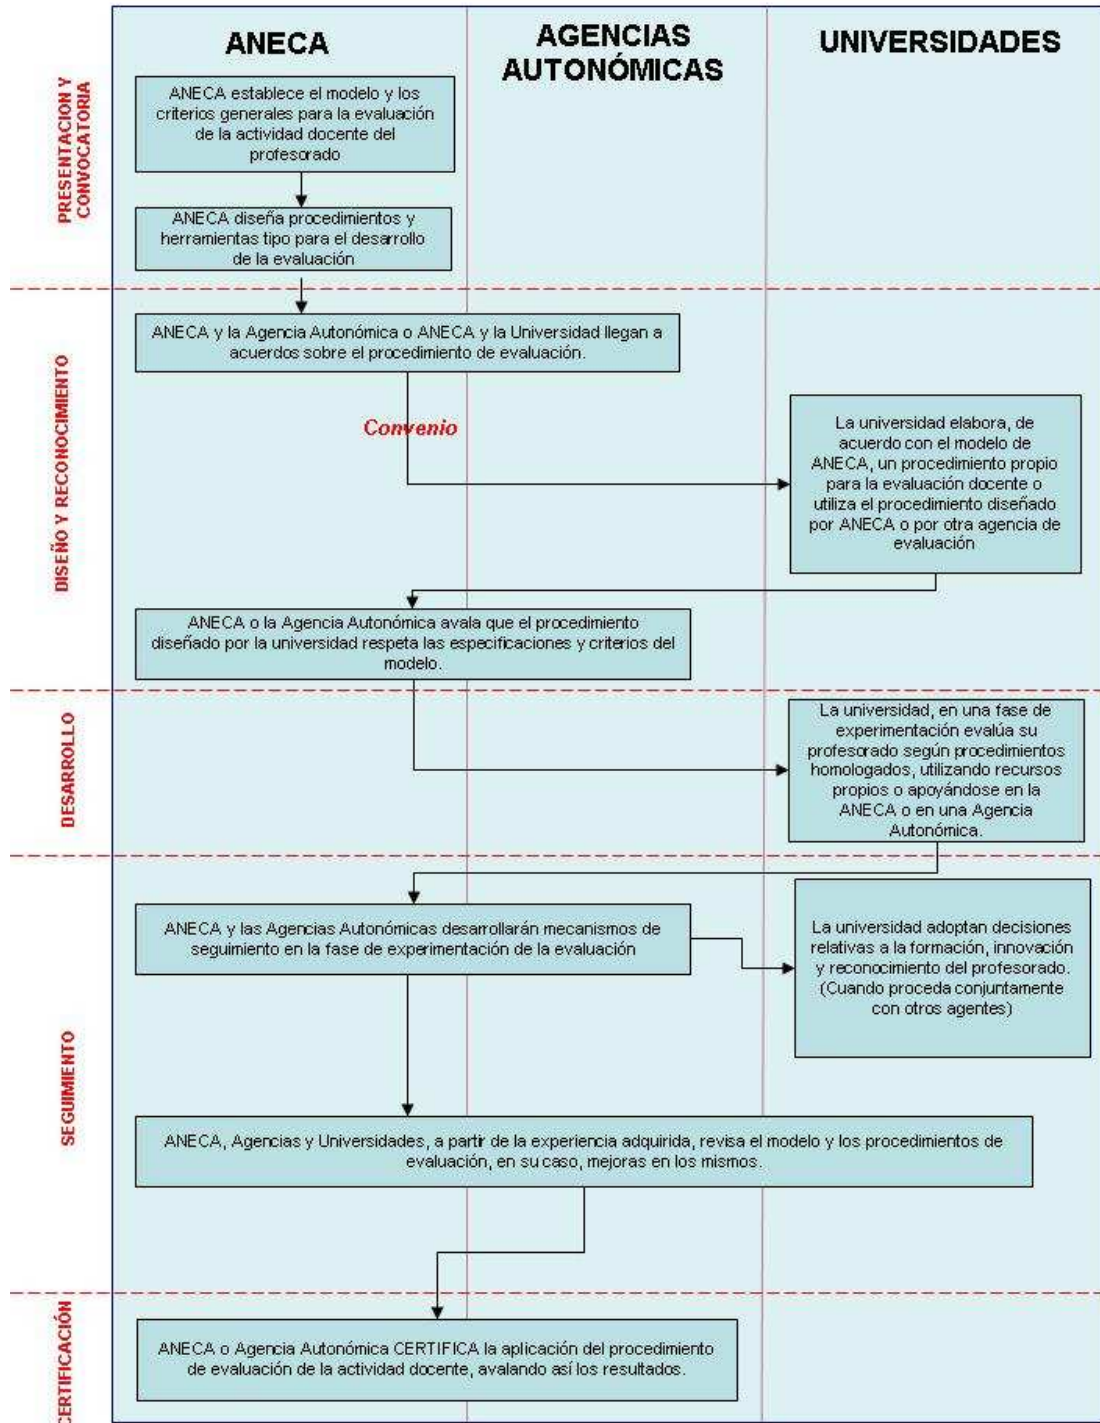 ANECA
AGENCIAS
AUTONÓMICAS
UNIVERSIDADES
PRESENTACION Y
CONVOCATORIA
ANECA establece el modelo y los
criterios generales para la evaluación
de la actividad docente del
profesorado
ANECA diseña procedimientos y
herramientas tipo para el desarrollo
de la evaluación
DISEÑO Y RECONOCIMIENTO
ANECA y la Agencia Autonómica o ANECA y la Universidad llegan a
acuerdos sobre el procedimiento de evaluación.
Convenio
La universidad elabora, de
acuerdo con el modelo de
ANECA, un procedimiento propio
para la evaluación docente o
utiliza el procedimiento diseñado
por ANECA o por otra agencia de
evaluación
ANECA o la Agencia Autonómica avala que el procedimiento
diseñado por la universidad respeta las especificaciones y criterios del
modelo.
DESARROLLO
La universidad, en una fase de
experimentación evalúa su
profesorado según procedimientos
homologados, utilizando recursos
propios o apoyándose en la
ANECA o en una Agencia
Autonómica.
SEGUIMIENTO
ANECA y las Agencias Autonómicas desarrollarán mecanismos de
seguimiento en la fase de experimentación de la evaluación
La universidad adoptan decisiones
relativas a la formación, innovación
y reconocimiento del profesorado.
(Cuando proceda conjuntamente
con otros agentes)
ANECA, Agencias y Universidades, a partir de la experiencia adquirida, revisa el modelo y los procedimientos de
evaluación, en su caso, mejoras en los mismos.
CERTIFICACIÓN
ANECA o Agencia Autonómica CERTIFICA la aplicación del procedimiento
de evaluación de la actividad docente, avalando así los resultados.